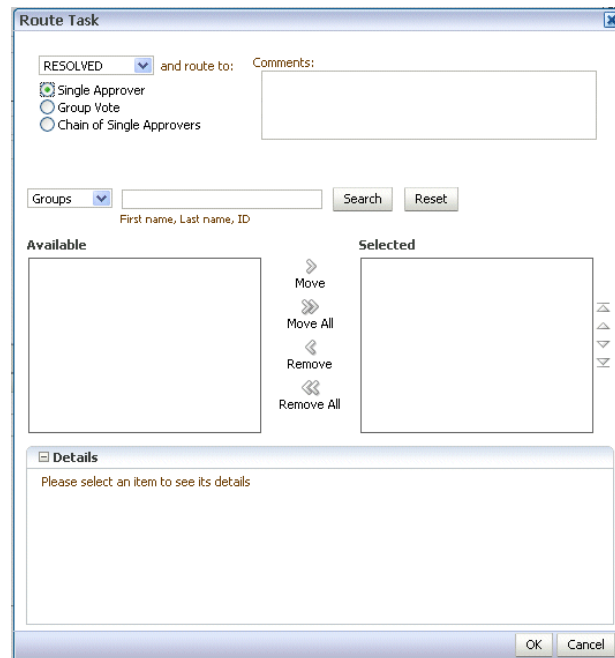 Route Task
RESOLVED and route to: Comments:
Single Approver
Group Vote
Chain of Single Approvers
Groups Search Reset
First name, Last name, ID
Available Selected
Move
Move All
Remove
Remove All
Details
Please select an item to see its details
OK Cancel